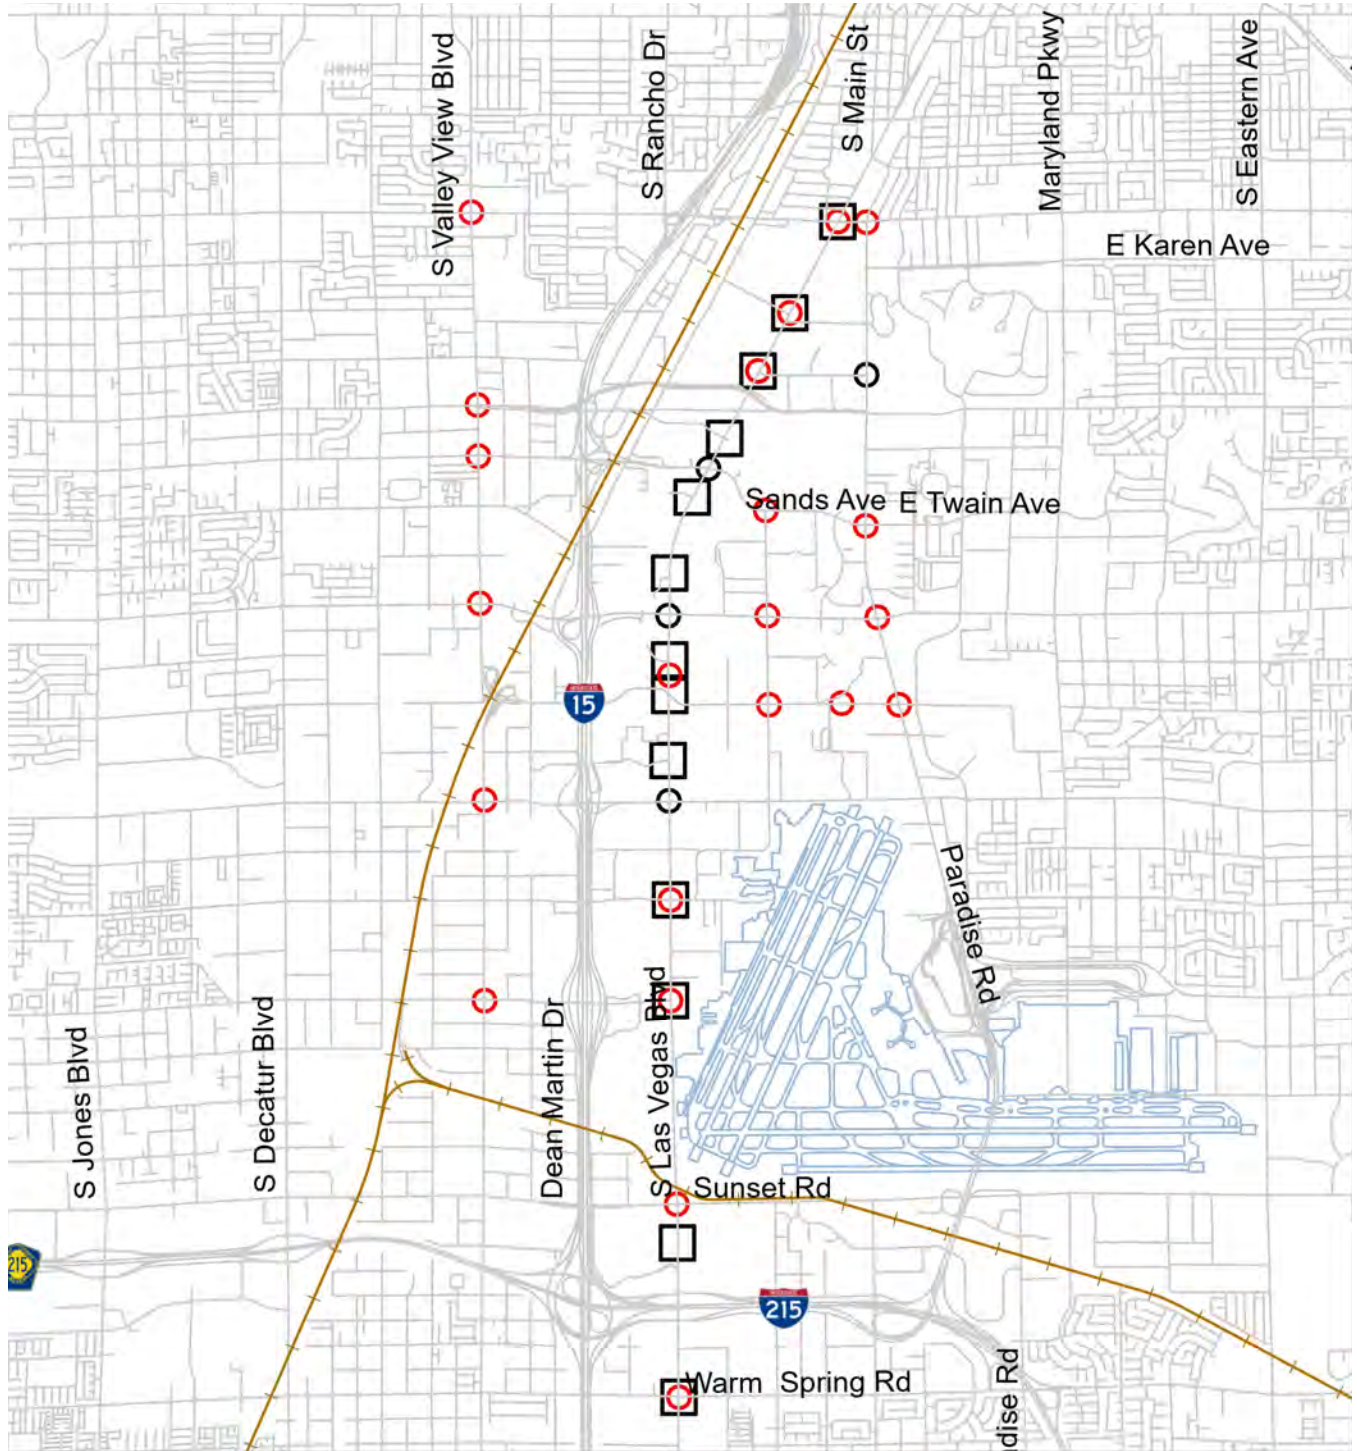 S Valley View Blvd
S Rancho Dr
S Main St
Maryland Pkwy
S Eastern Ave
E Karen Ave
Sands Ave
E Twain Ave
15
Paradise Rd
S Jones Blvd
S Decatur Blvd
Dean Martin Dr
S Las Vegas Blvd
Sunset Rd
215
215
Warm Spring Rd
dise Rd